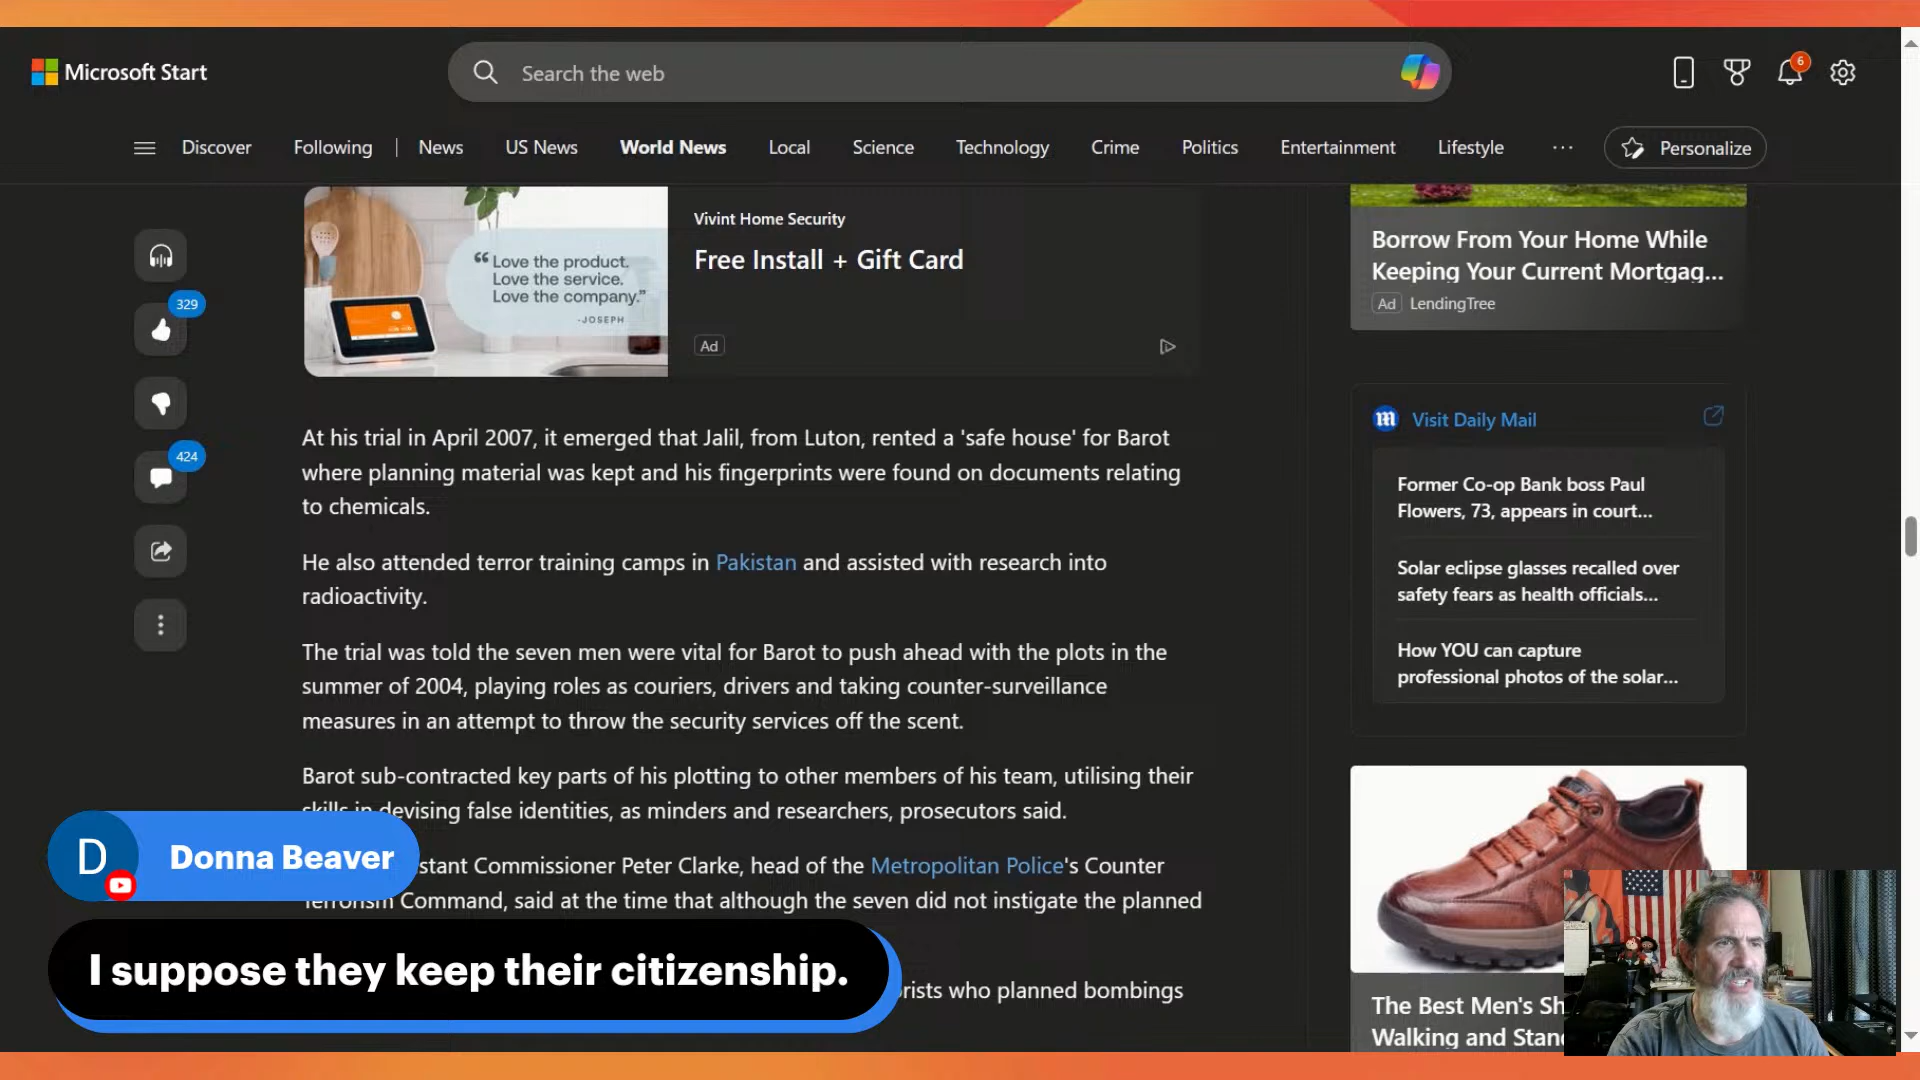 Microsoft Start
Search the web
6
Discover
Following
News
US News
World News
Local
Science
Technology
Crime
Politics
Entertainment
Lifestyle
Personalize
329
424
“Love the product.
Love the service.
Love the company.”
-JOSEPH
Vivint Home Security
Free Install + Gift Card
Ad
At his trial in April 2007, it emerged that Jalil, from Luton, rented a 'safe house' for Barot
where planning material was kept and his fingerprints were found on documents relating
to chemicals.
He also attended terror training camps in Pakistan and assisted with research into
radioactivity.
The trial was told the seven men were vital for Barot to push ahead with the plots in the
summer of 2004, playing roles as couriers, drivers and taking counter-surveillance
measures in an attempt to throw the security services off the scent.
Barot sub-contracted key parts of his plotting to other members of his team, utilising their
skills in devising false identities, as minders and researchers, prosecutors said.
stant Commissioner Peter Clarke, head of the Metropolitan Police's Counter
Terrorism Command, said at the time that although the seven did not instigate the planned
rists who planned bombings
D
Donna Beaver
I suppose they keep their citizenship.
Borrow From Your Home While
Keeping Your Current Mortgag...
Ad LendingTree
m Visit Daily Mail
Former Co-op Bank boss Paul
Flowers, 73, appears in court...
Solar eclipse glasses recalled over
safety fears as health officials...
How YOU can capture
professional photos of the solar...
The Best Men's Sh
Walking and Stan